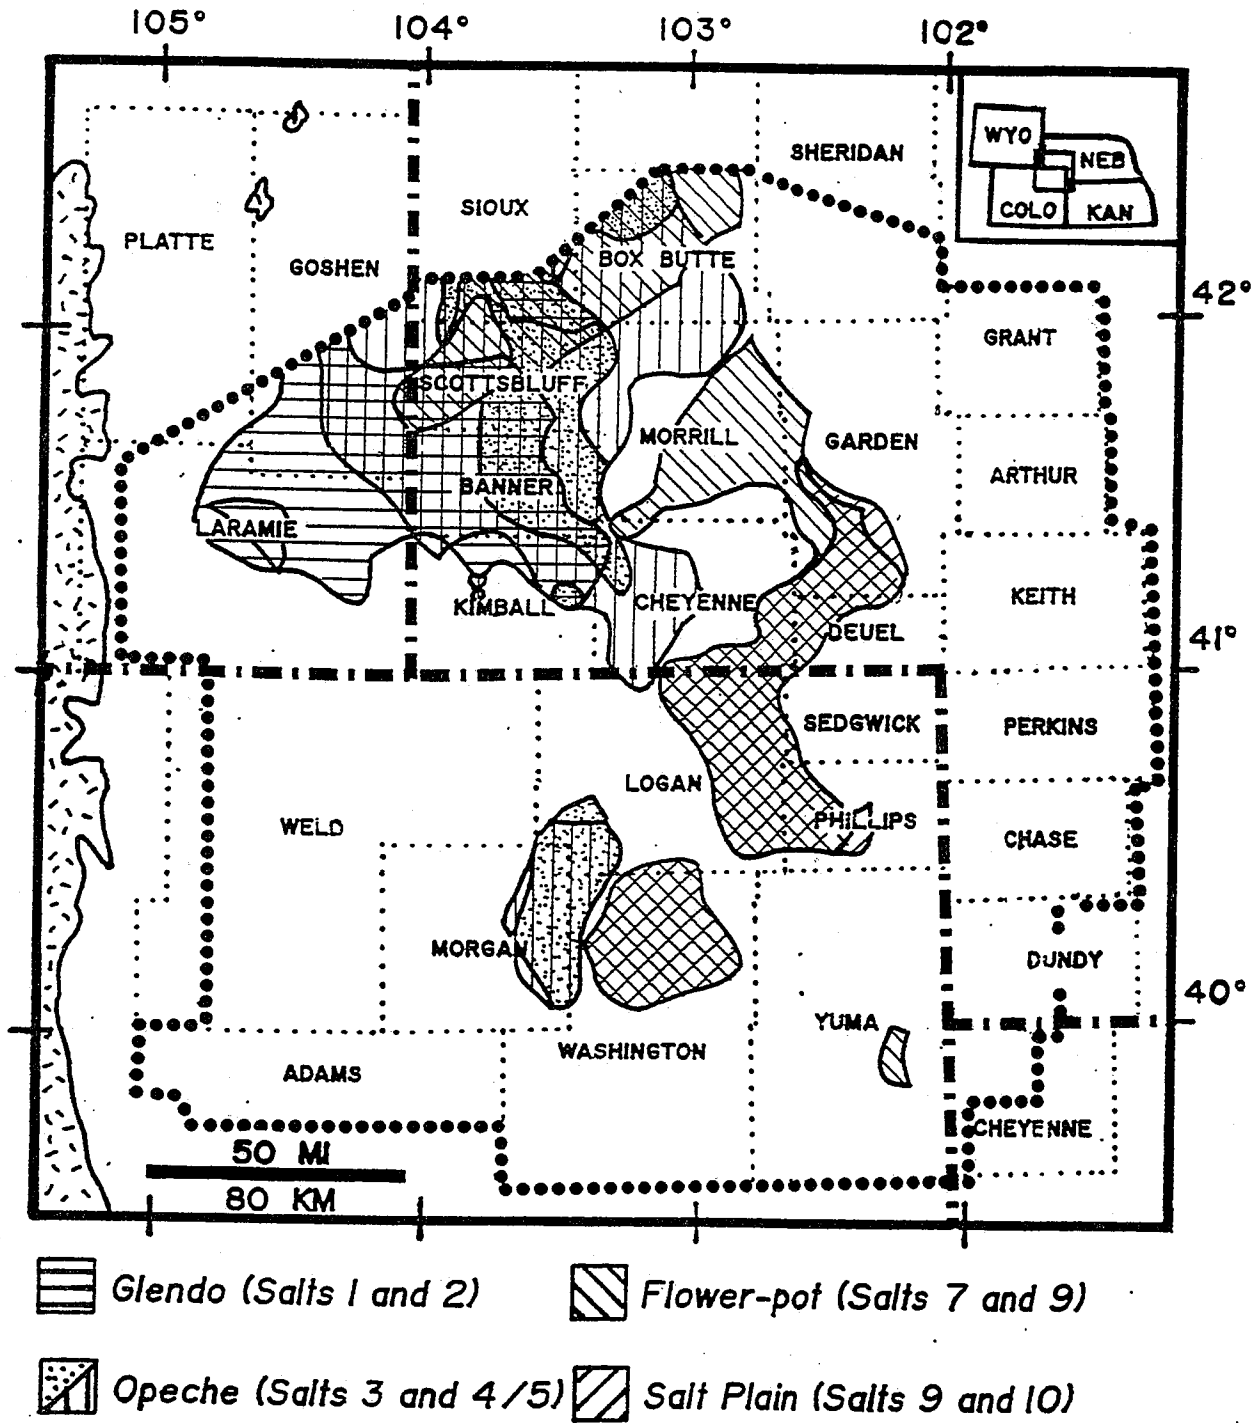 105° 104° 103° 102°
SHERIDAN
WYO
NEB
COLO KAN
SIOUX
PLATTE
GOSHEN
BOX BUTTE
42°
GRANT
SCOTTSBLUFF
MORRILL
GARDEN
ARTHUR
BANNER
LARAMIE
KIMBALL
CHEYENNE
KEITH
DEUEL
41°
SEDGWICK
PERKINS
LOGAN
WELD
PHILLIPS
CHASE
MORGAN
DUNDY
40°
YUMA
WASHINGTON
ADAMS
CHEYENNE
50 MI
80 KM
Glendo (Salts 1 and 2)
Flower-pot (Salts 7 and 9)
Opeche (Salts 3 and 4/5)
Salt Plain (Salts 9 and 10)